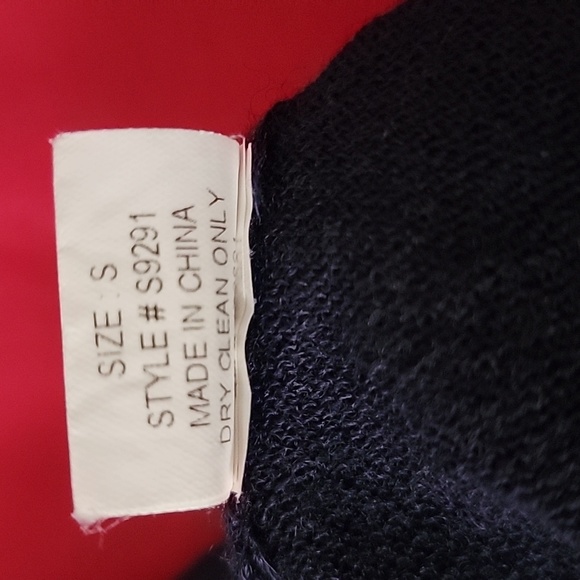 SIZE : S
STYLE # S9291
MADE IN CHINA
DRY CLEAN ONLY